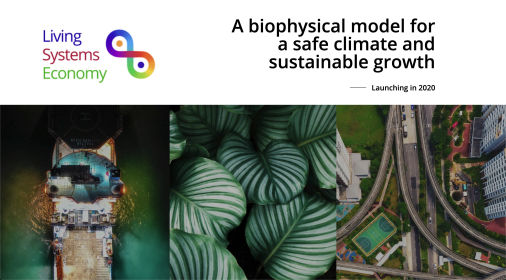 Living
Systems
Economy
A biophysical model for
a safe climate and
sustainable growth
Launching in 2020